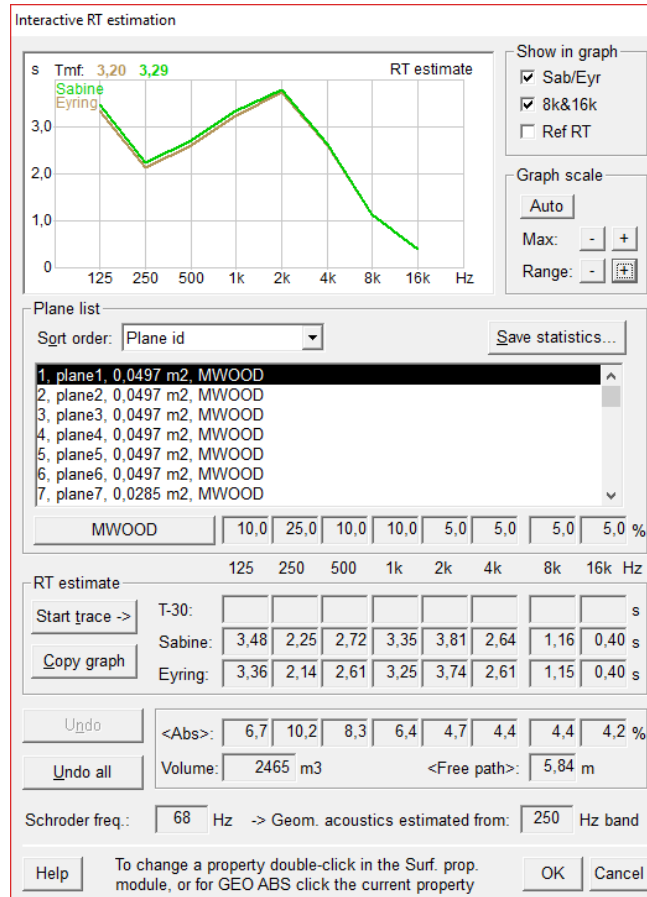 Interactive RT estimation
s Tmf: 3,20 3,29 RT estimate
Sabine
Eyring
3,0
2,0
1,0
0
125 250 500 1k 2k 4k 8k 16k Hz
Show in graph
Sab/Eyr
8k&16k
Ref RT
Graph scale
Auto
Max: - +
Range: - +
Plane list
Sort order: Plane id Save statistics...
1, plane1, 0,0497 m2, MWOOD
2, plane2, 0,0497 m2, MWOOD
3, plane3, 0,0497 m2, MWOOD
4, plane4, 0,0497 m2, MWOOD
5, plane5, 0,0497 m2, MWOOD
6, plane6, 0,0497 m2, MWOOD
7, plane7, 0,0285 m2, MWOOD
MWOOD 10,0 25,0 10,0 10,0 5,0 5,0 5,0 5,0 %
125 250 500 1k 2k 4k 8k 16k Hz
RT estimate
Start trace -> T-30: s
Sabine: 3,48 2,25 2,72 3,35 3,81 2,64 1,16 0,40 s
Copy graph
Eyring: 3,36 2,14 2,61 3,25 3,74 2,61 1,15 0,40 s
Undo
<Abs>: 6,7 10,2 8,3 6,4 4,7 4,4 4,4 4,2 %
Undo all Volume: 2465 m3 <Free path>: 5,84 m
Schroder freq.: 68 Hz -> Geom. acoustics estimated from: 250 Hz band
Help To change a property double-click in the Surf. prop. OK Cancel
module, or for GEO ABS click the current property